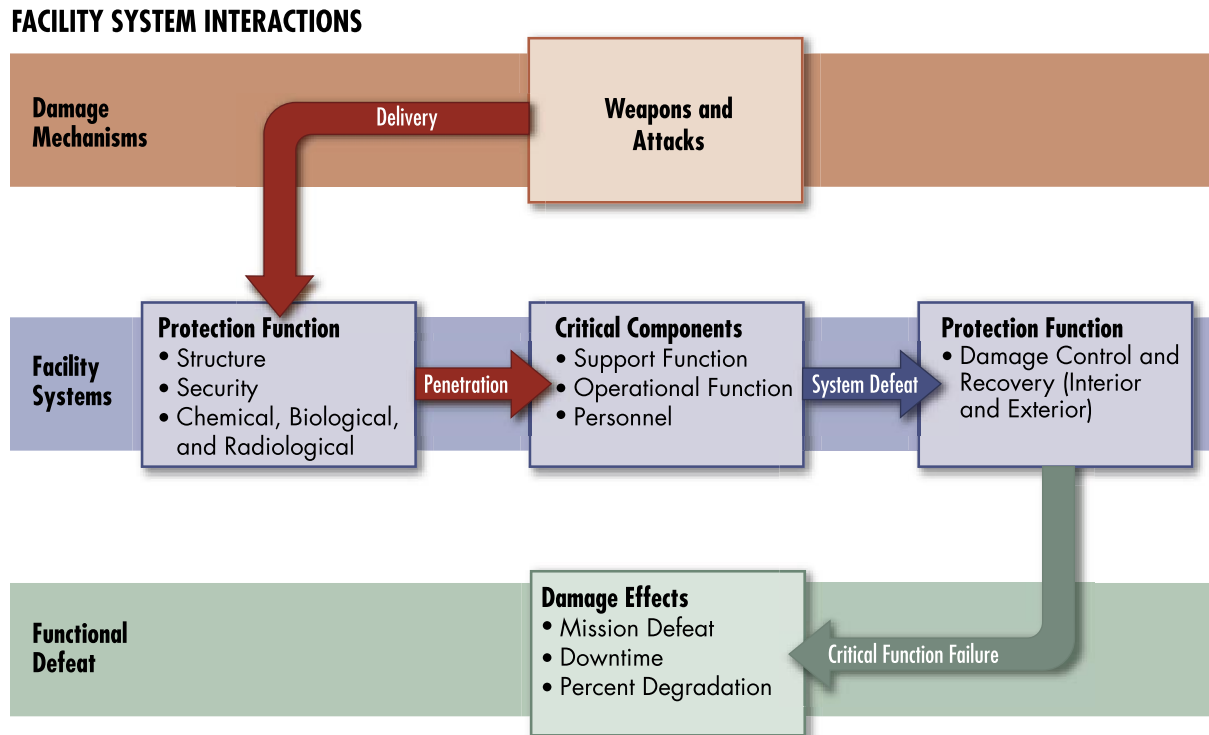 FACILITY SYSTEM INTERACTIONS
Damage
Mechanisms
Delivery
Weapons and
Attacks
Facility
Systems
Protection Function
• Structure
• Security
• Chemical, Biological,
and Radiological
Penetration
Critical Components
• Support Function
• Operational Function
• Personnel
System Defeat
Protection Function
• Damage Control and
Recovery (Interior
and Exterior)
Functional
Defeat
Damage Effects
• Mission Defeat
• Downtime
• Percent Degradation
Critical Function Failure